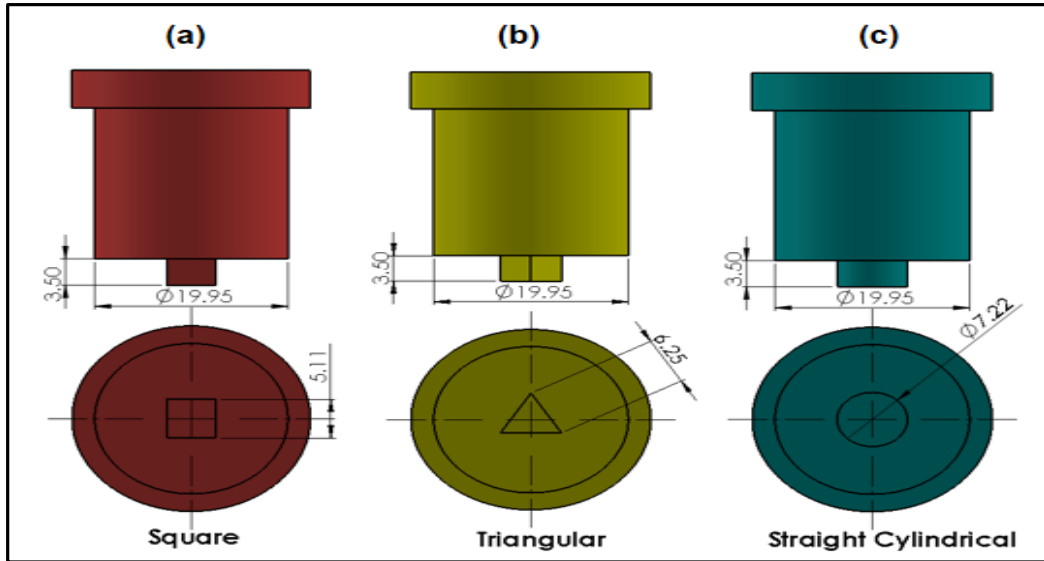 (a)
(b)
(c)
3.50
Ø19.95
3.50
Ø19.95
3.50
Ø19.95
5.11
6.25
Ø7.22
Square
Triangular
Straight Cylindrical